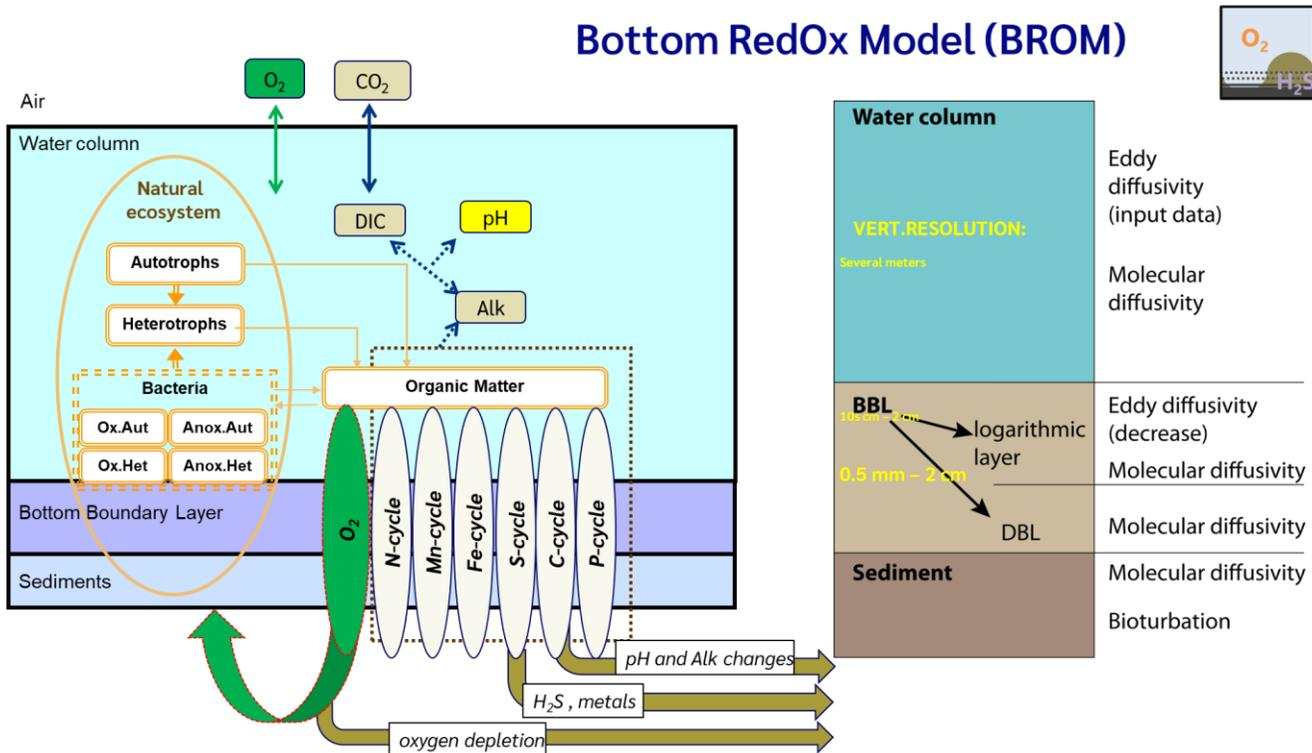 Bottom RedOx Model (BROM)
O₂
H₂S
O₂
CO₂
Air
Water column
Natural
ecosystem
DIC
pH
Autotrophs
Alk
Heterotrophs
Bacteria
Organic Matter
Ox.Aut
Anox.Aut
Ox.Het
Anox.Het
Bottom Boundary Layer
Sediments
O₂
N-cycle
Mn-cycle
Fe-cycle
S-cycle
C-cycle
P-cycle
pH and Alk changes
H₂S , metals
oxygen depletion
Water column
VERT.RESOLUTION:
Several meters
Eddy
diffusivity
(input data)
Molecular
diffusivity
BBL
10s cm – 2 cm
logarithmic
layer
0.5 mm – 2 cm
DBL
Eddy diffusivity
(decrease)
Molecular diffusivity
Molecular diffusivity
Sediment
Molecular diffusivity
Bioturbation